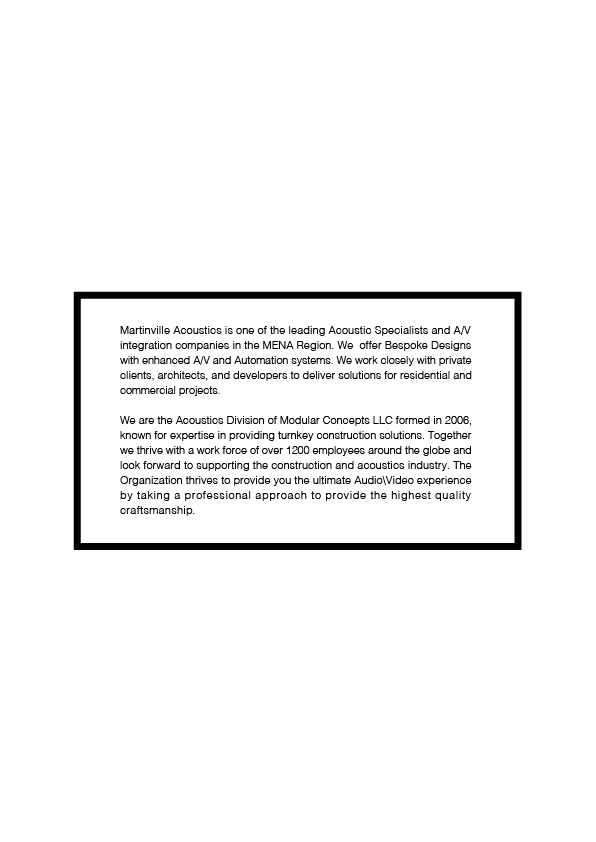 Martinville Acoustics is one of the leading Acoustic Specialists and A/V
integration companies in the MENA Region. We  offer Bespoke Designs
with enhanced A/V and Automation systems. We work closely with private
clients, architects, and developers to deliver solutions for residential and
commercial projects.

We are the Acoustics Division of Modular Concepts LLC formed in 2006,
known for expertise in providing turnkey construction solutions. Together
we thrive with a work force of over 1200 employees around the globe and
look forward to supporting the construction and acoustics industry. The
Organization thrives to provide you the ultimate Audio\Video experience
by taking a professional approach to provide the highest quality
craftsmanship.